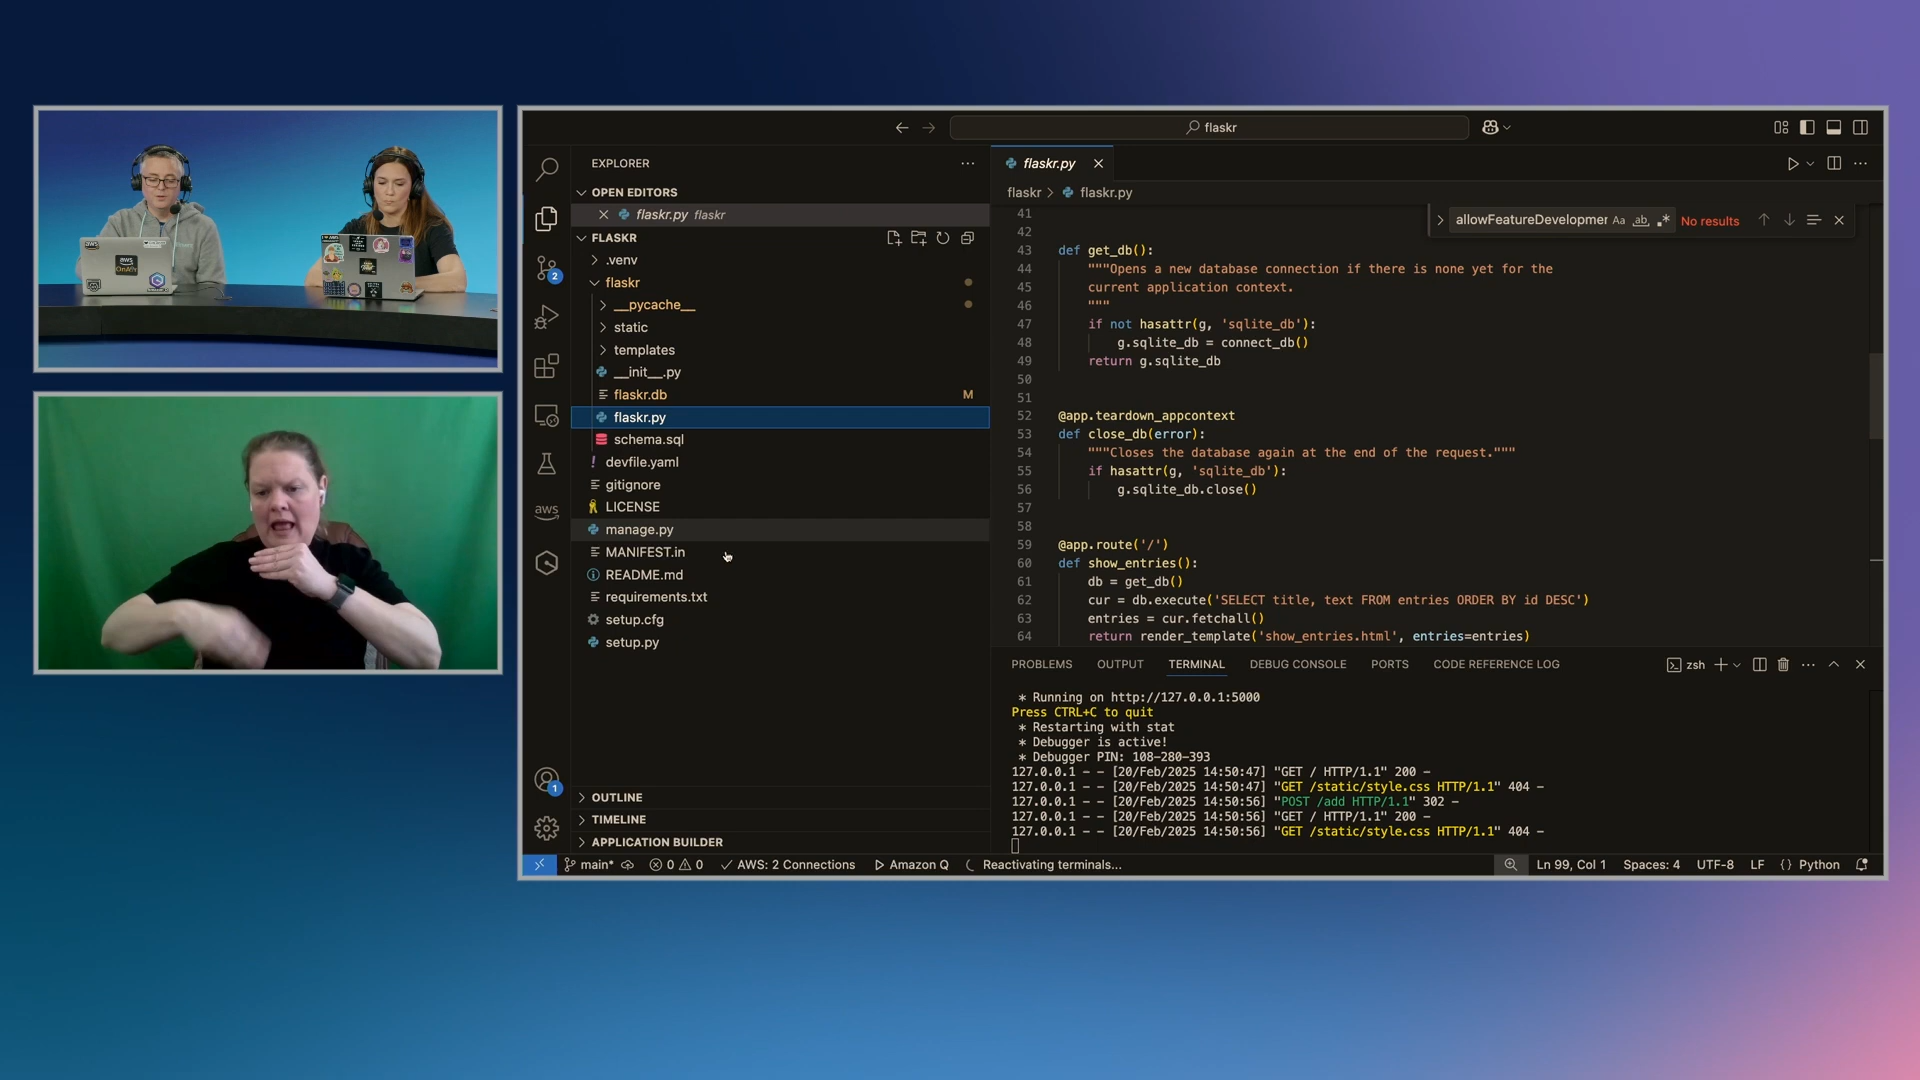 flaskr
EXPLORER
OPEN EDITORS
flaskr.py flaskr
FLASKR
.venv
flaskr
__pycache__
static
templates
__init__.py
flaskr.db M
flaskr.py
schema.sql
devfile.yaml
gitignore
LICENSE
manage.py
MANIFEST.in
README.md
requirements.txt
setup.cfg
setup.py
OUTLINE
TIMELINE
APPLICATION BUILDER
2
aws
1
flaskr.py
flaskr > flaskr.py
allowFeatureDevelopmer Aa ab .* No results
41
42
43 def get_db():
44 """Opens a new database connection if there is none yet for the
45 current application context.
46 """
47 if not hasattr(g, 'sqlite_db'):
48 g.sqlite_db = connect_db()
49 return g.sqlite_db
50
51
52 @app.teardown_appcontext
53 def close_db(error):
54 """Closes the database again at the end of the request."""
55 if hasattr(g, 'sqlite_db'):
56 g.sqlite_db.close()
57
58
59 @app.route('/')
60 def show_entries():
61 db = get_db()
62 cur = db.execute('SELECT title, text FROM entries ORDER BY id DESC')
63 entries = cur.fetchall()
64 return render_template('show_entries.html', entries=entries)
PROBLEMS OUTPUT TERMINAL DEBUG CONSOLE PORTS CODE REFERENCE LOG zsh
* Running on http://127.0.0.1:5000
Press CTRL+C to quit
* Restarting with stat
* Debugger is active!
* Debugger PIN: 108-280-393
127.0.0.1 - - [20/Feb/2025 14:50:47] "GET / HTTP/1.1" 200 -
127.0.0.1 - - [20/Feb/2025 14:50:47] "GET /static/style.css HTTP/1.1" 404 -
127.0.0.1 - - [20/Feb/2025 14:50:56] "POST /add HTTP/1.1" 302 -
127.0.0.1 - - [20/Feb/2025 14:50:56] "GET / HTTP/1.1" 200 -
127.0.0.1 - - [20/Feb/2025 14:50:56] "GET /static/style.css HTTP/1.1" 404 -
main* 0 0 AWS: 2 Connections Amazon Q Reactivating terminals... Ln 99, Col 1 Spaces: 4 UTF-8 LF {} Python
aws
aws
OnAir